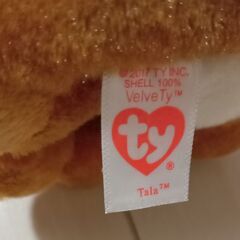 ©2017 TY INC.
SHELL 100%
VelveTy™
ty®
Tala™